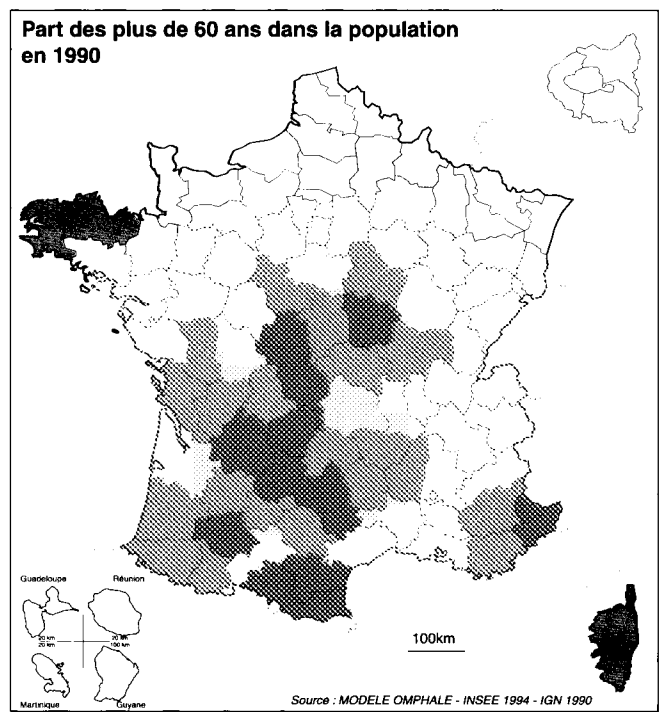 Part des plus de 60 ans dans la population
en 1990
Guadeloupe
Réunion
20 km
20 km
20 km
100 km
Martinique
Guyane
100km
Source : MODELE OMPHALE - INSEE 1994 - IGN 1990